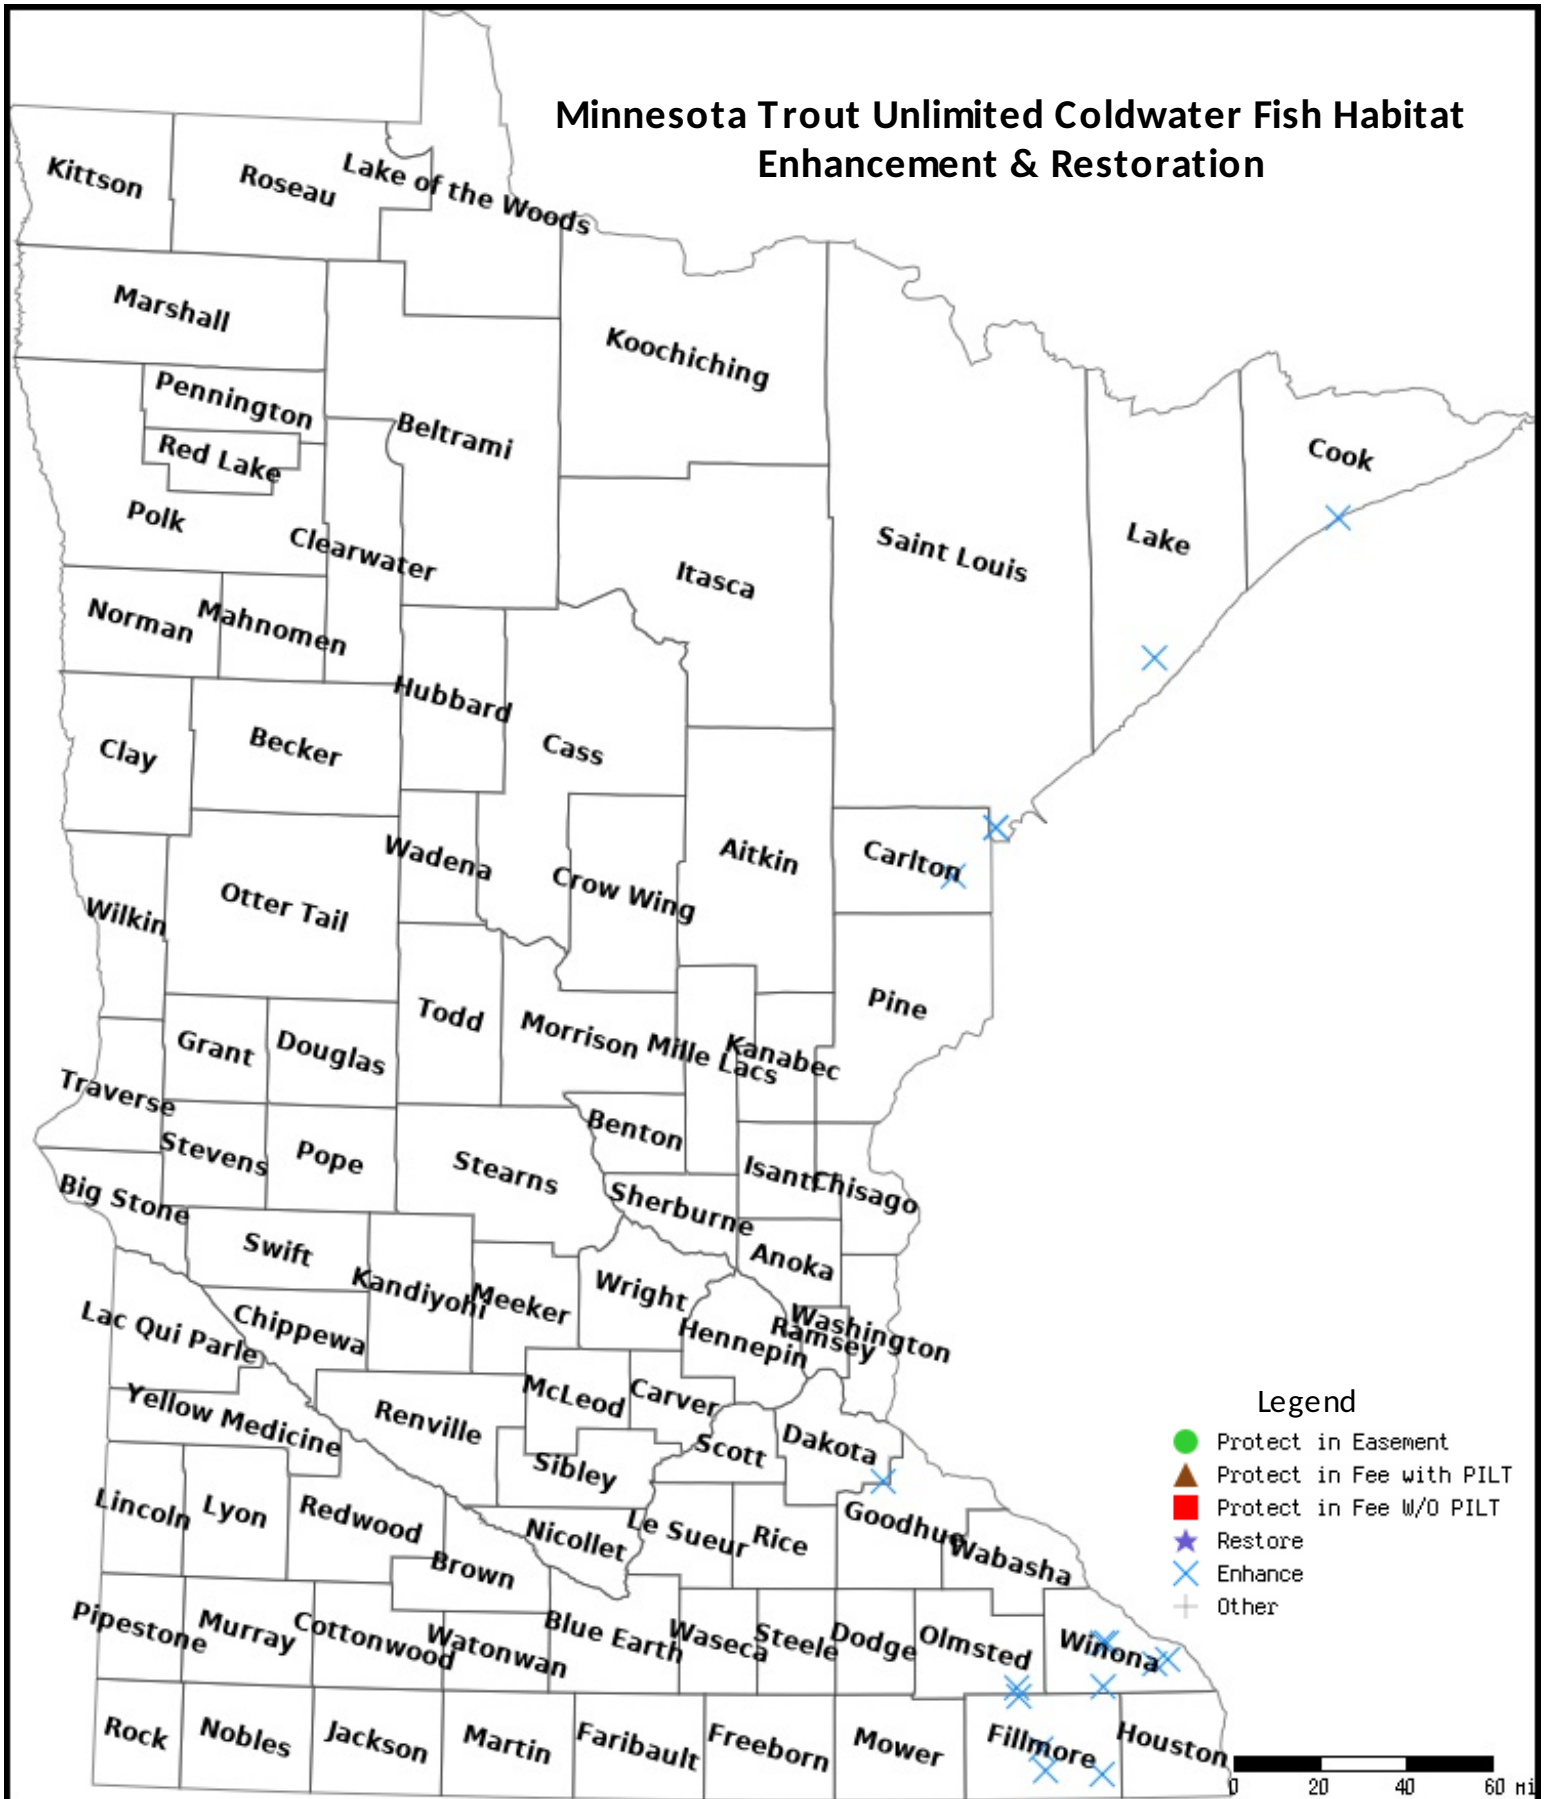 Minnesota Trout Unlimited Coldwater Fish Habitat
Enhancement & Restoration
Kittson
Roseau
Lake of the Woods
Marshall
Koochiching
Pennington
Beltrami
Red Lake
Cook
Polk
Clearwater
Saint Louis
Lake
Itasca
Norman
Mahnomen
Hubbard
Clay
Becker
Cass
Wadena
Aitkin
Carlton
Crow Wing
Otter Tail
Wilkin
Pine
Todd
Morrison
Mille Lacs
Kanabec
Grant
Douglas
Traverse
Benton
Stevens
Pope
Stearns
Isanti
Chisago
Big Stone
Sherburne
Swift
Anoka
Kandiyohi
Meeker
Wright
Washington
Ramsey
Hennepin
Lac Qui Parle
Chippewa
McLeod
Carver
Yellow Medicine
Renville
Scott
Dakota
Sibley
Lincoln
Lyon
Redwood
Nicollet
Le Sueur
Rice
Goodhue
Wabasha
Brown
Pipestone
Murray
Cottonwood
Watonwan
Blue Earth
Waseca
Steele
Dodge
Olmsted
Winona
Rock
Nobles
Jackson
Martin
Faribault
Freeborn
Mower
Fillmore
Houston
Legend
Protect in Easement
Protect in Fee with PILT
Protect in Fee W/O PILT
Restore
Enhance
Other
0 20 40 60 mi